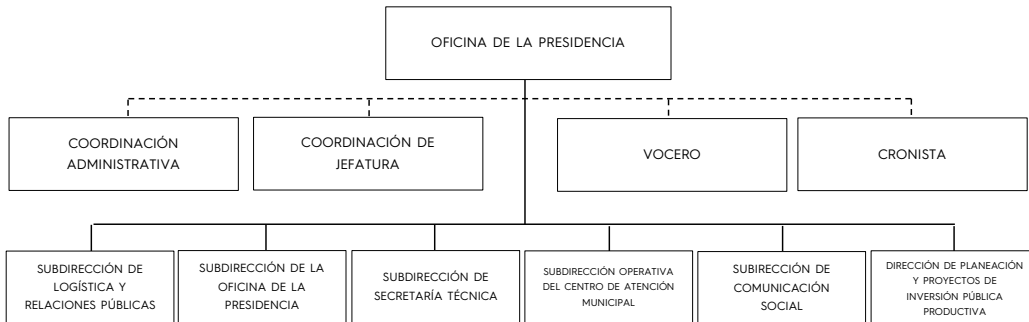 OFICINA DE LA PRESIDENCIA
COORDINACIÓN
ADMINISTRATIVA
COORDINACIÓN DE
JEFATURA
VOCERO
CRONISTA
SUBDIRECCIÓN DE
LOGÍSTICA Y
RELACIONES PÚBLICAS
SUBDIRECCIÓN DE LA
OFICINA DE LA
PRESIDENCIA
SUBDIRECCIÓN DE
SECRETARÍA TÉCNICA
SUBDIRECCIÓN OPERATIVA
DEL CENTRO DE ATENCIÓN
MUNICIPAL
SUBIRECCIÓN DE
COMUNICACIÓN
SOCIAL
DIRECCIÓN DE PLANEACIÓN
Y PROYECTOS DE
INVERSIÓN PÚBLICA
PRODUCTIVA